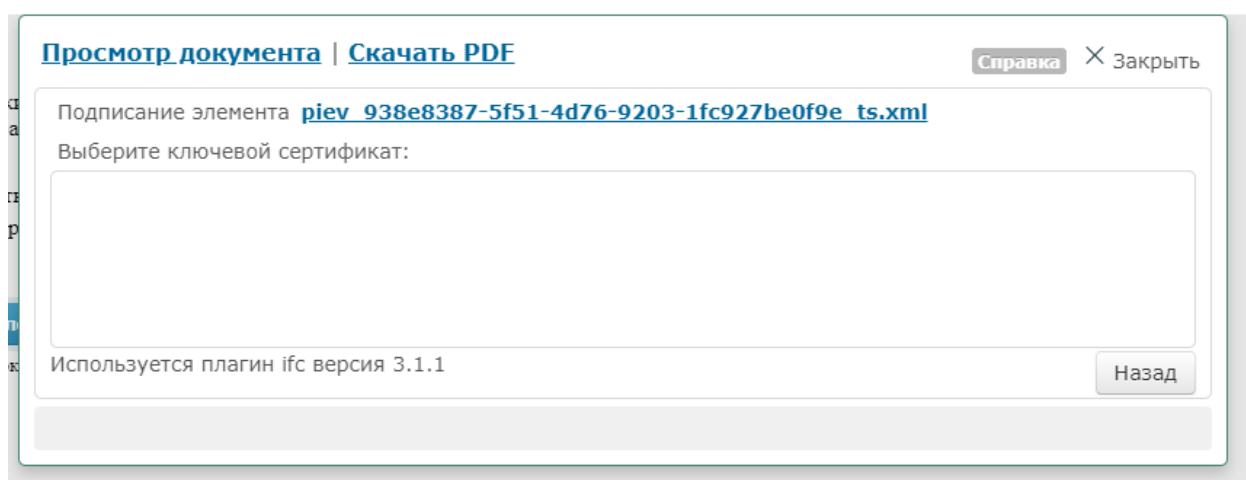 Просмотр документа | Скачать PDF
Справка × Закрыть
Подписание элемента piev_938e8387-5f51-4d76-9203-1fc927be0f9e_ts.xml
Выберите ключевой сертификат:
Используется плагин ifc версия 3.1.1
Назад